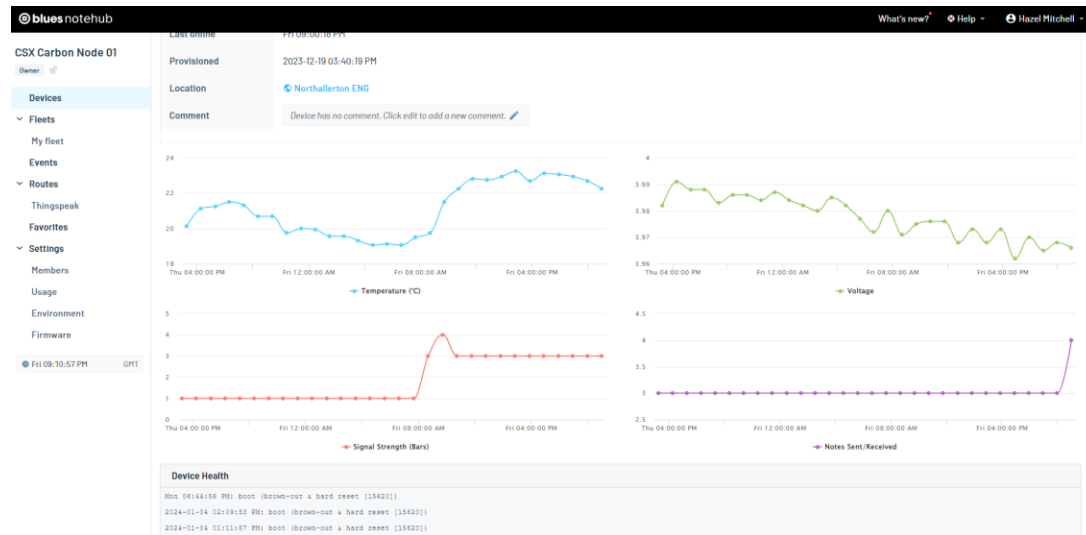 blues notehub
What's new? Help Hazel Mitchell
CSX Carbon Node 01
Owner
Devices
Fleets
My fleet
Events
Routes
Thingspeak
Favorites
Settings
Members
Usage
Environment
Firmware
Fri 09:10:57 PM GMT
Last online Fri 09:00:16 PM
Provisioned 2023-12-19 03:40:19 PM
Location Northallerton ENG
Comment Device has no comment. Click edit to add a new comment.
24
22
20
18
Thu 04:00:00 PM Fri 12:00:00 AM Fri 08:00:00 AM Fri 04:00:00 PM
Temperature (°C)
4
3.99
3.98
3.97
3.96
Thu 04:00:00 PM Fri 12:00:00 AM Fri 08:00:00 AM Fri 04:00:00 PM
Voltage
5
4
3
2
1
0
Thu 04:00:00 PM Fri 12:00:00 AM Fri 08:00:00 AM Fri 04:00:00 PM
Signal Strength (Bars)
4.5
4
3.5
3
2.5
Thu 04:00:00 PM Fri 12:00:00 AM Fri 08:00:00 AM Fri 04:00:00 PM
Notes Sent/Received
Device Health
Mon 06:44:56 PM: boot (brown-out & hard reset [15620])
2024-01-04 02:09:53 PM: boot (brown-out & hard reset [15620])
2024-01-04 01:11:57 PM: boot (brown-out & hard reset [15620])